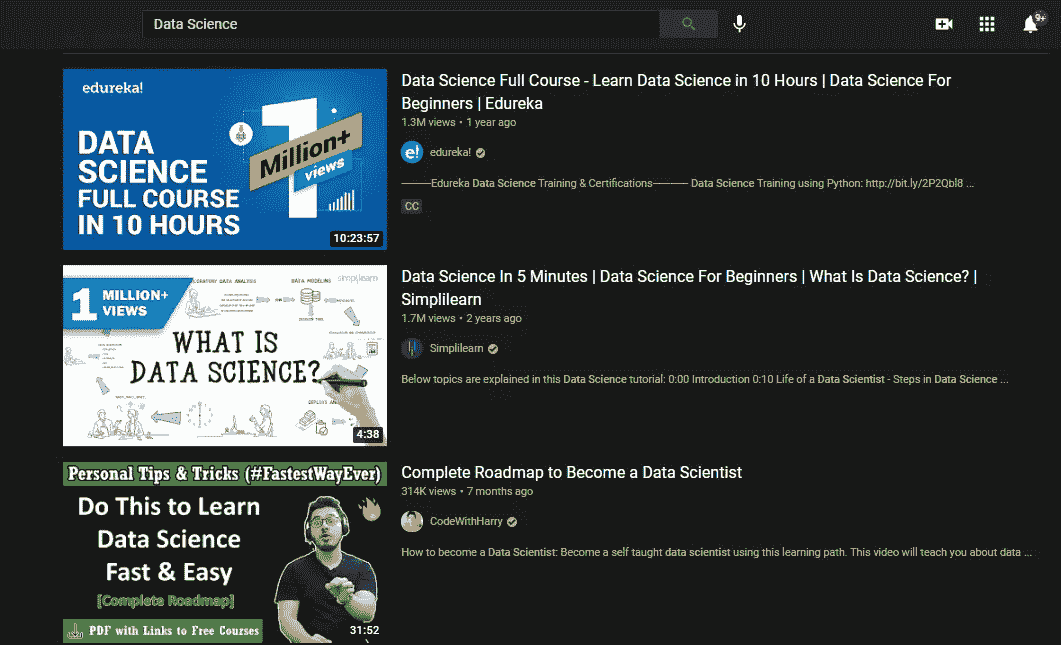 Data Science
9+
edureka!
DATA
SCIENCE
FULL COURSE
IN 10 HOURS
1
Million+
views
10:23:57
Data Science Full Course - Learn Data Science in 10 Hours | Data Science For
Beginners | Edureka
1.3M views • 1 year ago
e! edureka!
———Edureka Data Science Training & Certifications——— Data Science Training using Python: http://bit.ly/2P2Qbl8 ...
CC
1 MILLION+
VIEWS
DATA MODELING
simplilearn
WHAT IS
DATA SCIENCE?
4:38
Data Science In 5 Minutes | Data Science For Beginners | What Is Data Science? |
Simplilearn
1.7M views • 2 years ago
Simplilearn
Below topics are explained in this Data Science tutorial: 0:00 Introduction 0:10 Life of a Data Scientist - Steps in Data Science ...
Personal Tips & Tricks (#FastestWayEver)
Do This to Learn
Data Science
Fast & Easy
[Complete Roadmap]
PDF with Links to Free Courses
31:52
Complete Roadmap to Become a Data Scientist
314K views • 7 months ago
CodeWithHarry
How to become a Data Scientist: Become a self taught data scientist using this learning path. This video will teach you about data ...